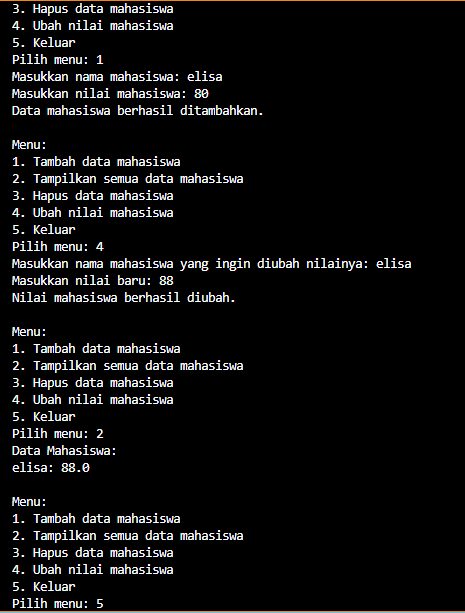 3. Hapus data mahasiswa
4. Ubah nilai mahasiswa
5. Keluar
Pilih menu: 1
Masukkan nama mahasiswa: elisa
Masukkan nilai mahasiswa: 80
Data mahasiswa berhasil ditambahkan.

Menu:
1. Tambah data mahasiswa
2. Tampilkan semua data mahasiswa
3. Hapus data mahasiswa
4. Ubah nilai mahasiswa
5. Keluar
Pilih menu: 4
Masukkan nama mahasiswa yang ingin diubah nilainya: elisa
Masukkan nilai baru: 88
Nilai mahasiswa berhasil diubah.

Menu:
1. Tambah data mahasiswa
2. Tampilkan semua data mahasiswa
3. Hapus data mahasiswa
4. Ubah nilai mahasiswa
5. Keluar
Pilih menu: 2
Data Mahasiswa:
elisa: 88.0

Menu:
1. Tambah data mahasiswa
2. Tampilkan semua data mahasiswa
3. Hapus data mahasiswa
4. Ubah nilai mahasiswa
5. Keluar
Pilih menu: 5